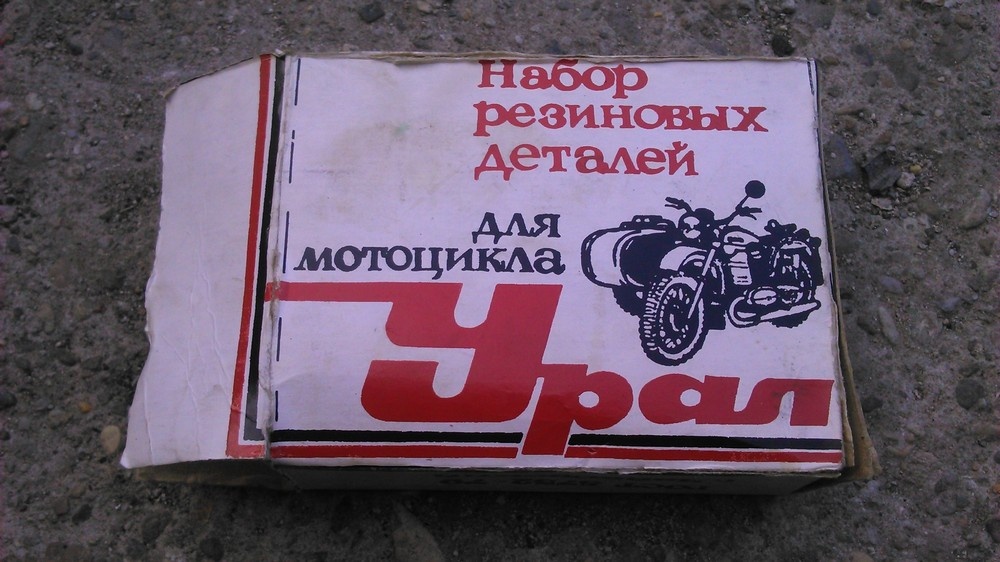 Набор
резиновых
деталей
для
мотоцикла
Урал